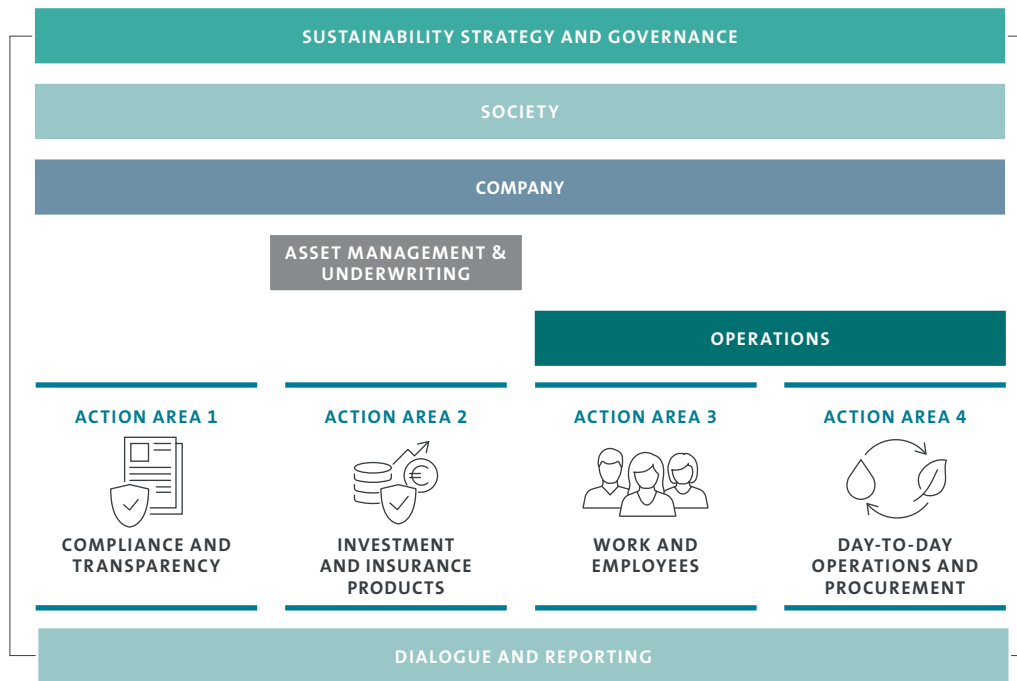 SUSTAINABILITY STRATEGY AND GOVERNANCE
SOCIETY
COMPANY
ASSET MANAGEMENT &
UNDERWRITING
OPERATIONS
ACTION AREA 1
COMPLIANCE AND
TRANSPARENCY
ACTION AREA 2
INVESTMENT
AND INSURANCE
PRODUCTS
ACTION AREA 3
WORK AND
EMPLOYEES
ACTION AREA 4
DAY-TO-DAY
OPERATIONS AND
PROCUREMENT
DIALOGUE AND REPORTING